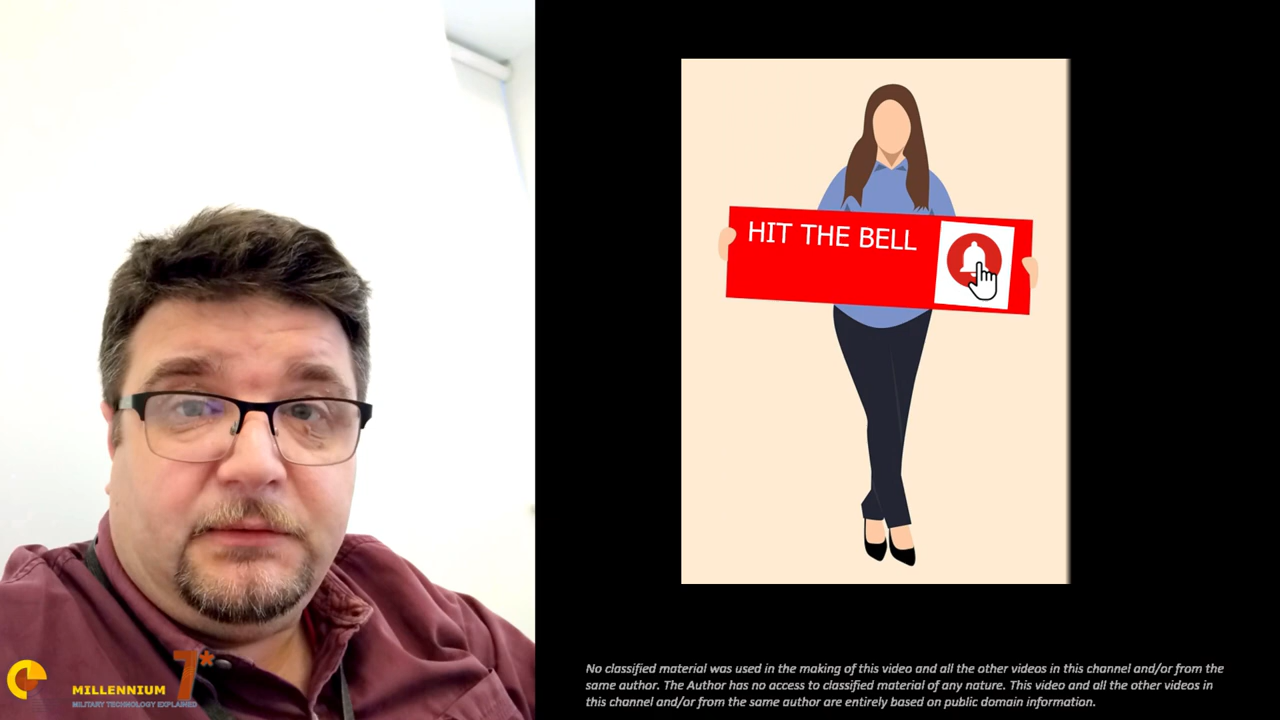 HIT THE BELL
7*
MILLENNIUM
MILITARY TECHNOLOGY EXPLAINED
No classified material was used in the making of this video and all the other videos in this channel and/or from the
same author. The Author has no access to classified material of any nature. This video and all the other videos in
this channel and/or from the same author are entirely based on public domain information.